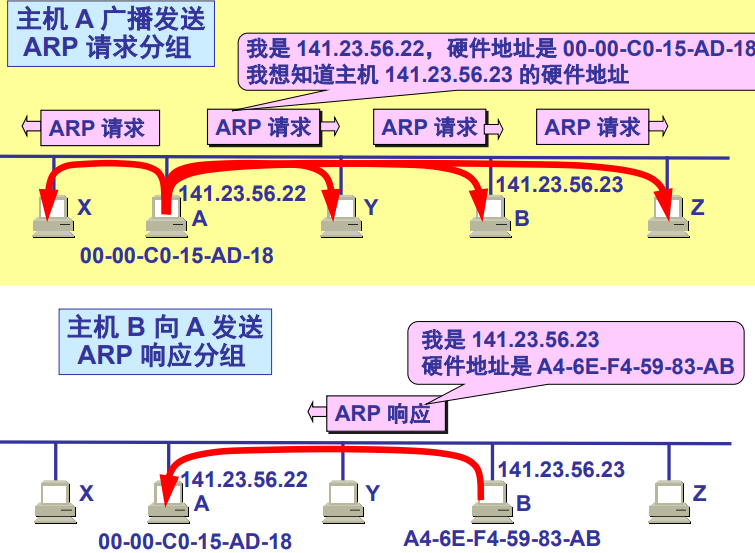 主机 A 广播发送
ARP 请求分组
我是 141.23.56.22，硬件地址是 00-00-C0-15-AD-18
我想知道主机 141.23.56.23 的硬件地址
ARP 请求
ARP 请求
ARP 请求
ARP 请求
141.23.56.22
141.23.56.23
X
A
Y
B
Z
00-00-C0-15-AD-18
主机 B 向 A 发送
ARP 响应分组
我是 141.23.56.23
硬件地址是 A4-6E-F4-59-83-AB
ARP 响应
141.23.56.22
141.23.56.23
X
A
Y
B
Z
00-00-C0-15-AD-18
A4-6E-F4-59-83-AB